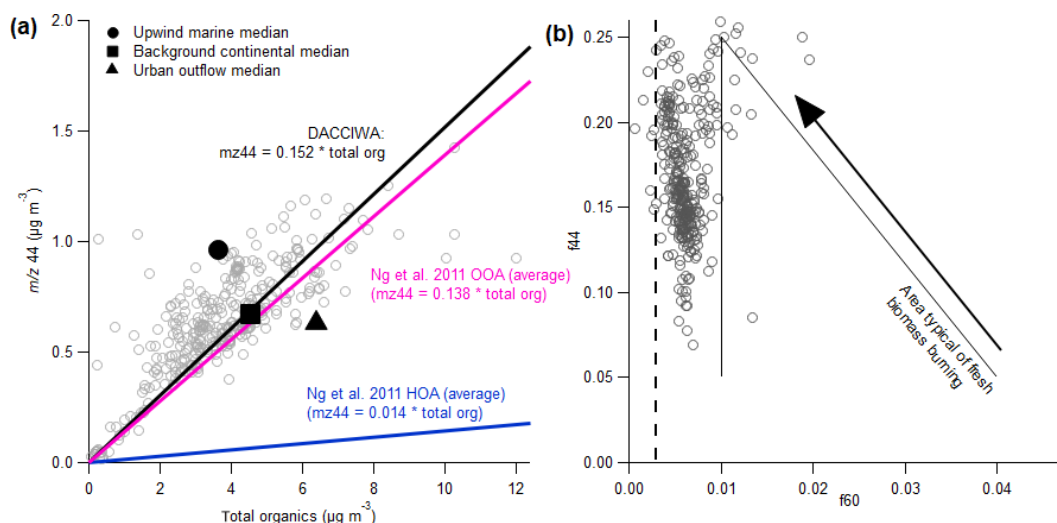 (a)
2.0
1.5
1.0
0.5
0.0
m/z 44 (µg m-3)
Upwind marine median
Background continental median
Urban outflow median
DACCIWA:
mz44 = 0.152 * total org
Ng et al. 2011 OOA (average)
(mz44 = 0.138 * total org)
Ng et al. 2011 HOA (average)
(mz44 = 0.014 * total org)
0 2 4 6 8 10 12
Total organics (µg m-3)
(b)
0.25
0.20
0.15
0.10
0.05
0.00
f44
Area typical of fresh
biomass burning
0.00 0.01 0.02 0.03 0.04
f60